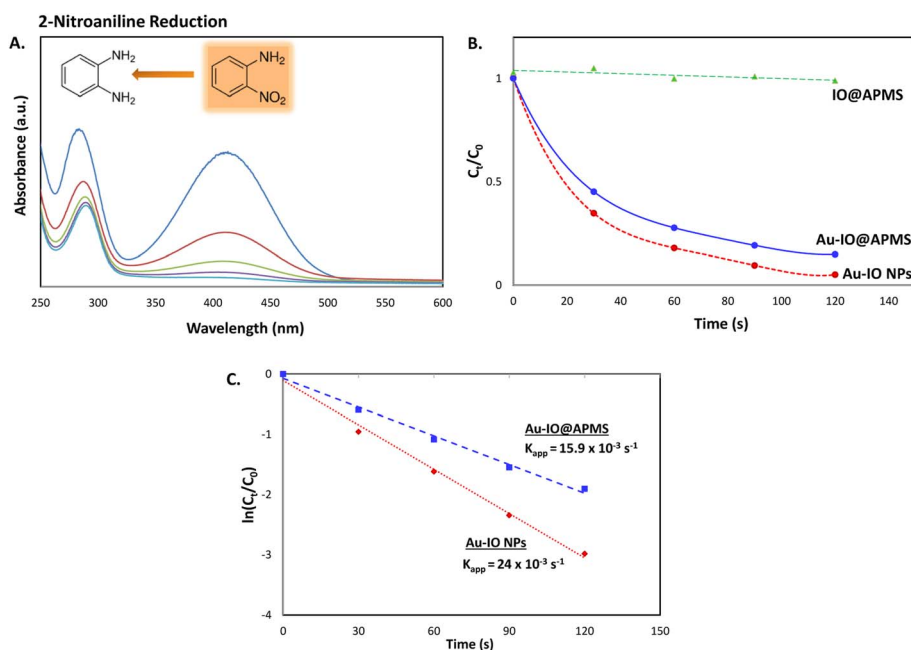 2-Nitroaniline Reduction
A.
NH2
NH2
NH2
NO2
Absorbance (a.u.)
250 300 350 400 450 500 550 600
Wavelength (nm)
B.
Ct/C0
1
0.5
0
0 20 40 60 80 100 120 140
Time (s)
IO@APMS
Au-IO@APMS
Au-IO NPs
C.
ln(Ct/C0)
0
-1
-2
-3
-4
0 30 60 90 120 150
Time (s)
Au-IO@APMS
Kapp = 15.9 x 10-3 s-1
Au-IO NPs
Kapp = 24 x 10-3 s-1